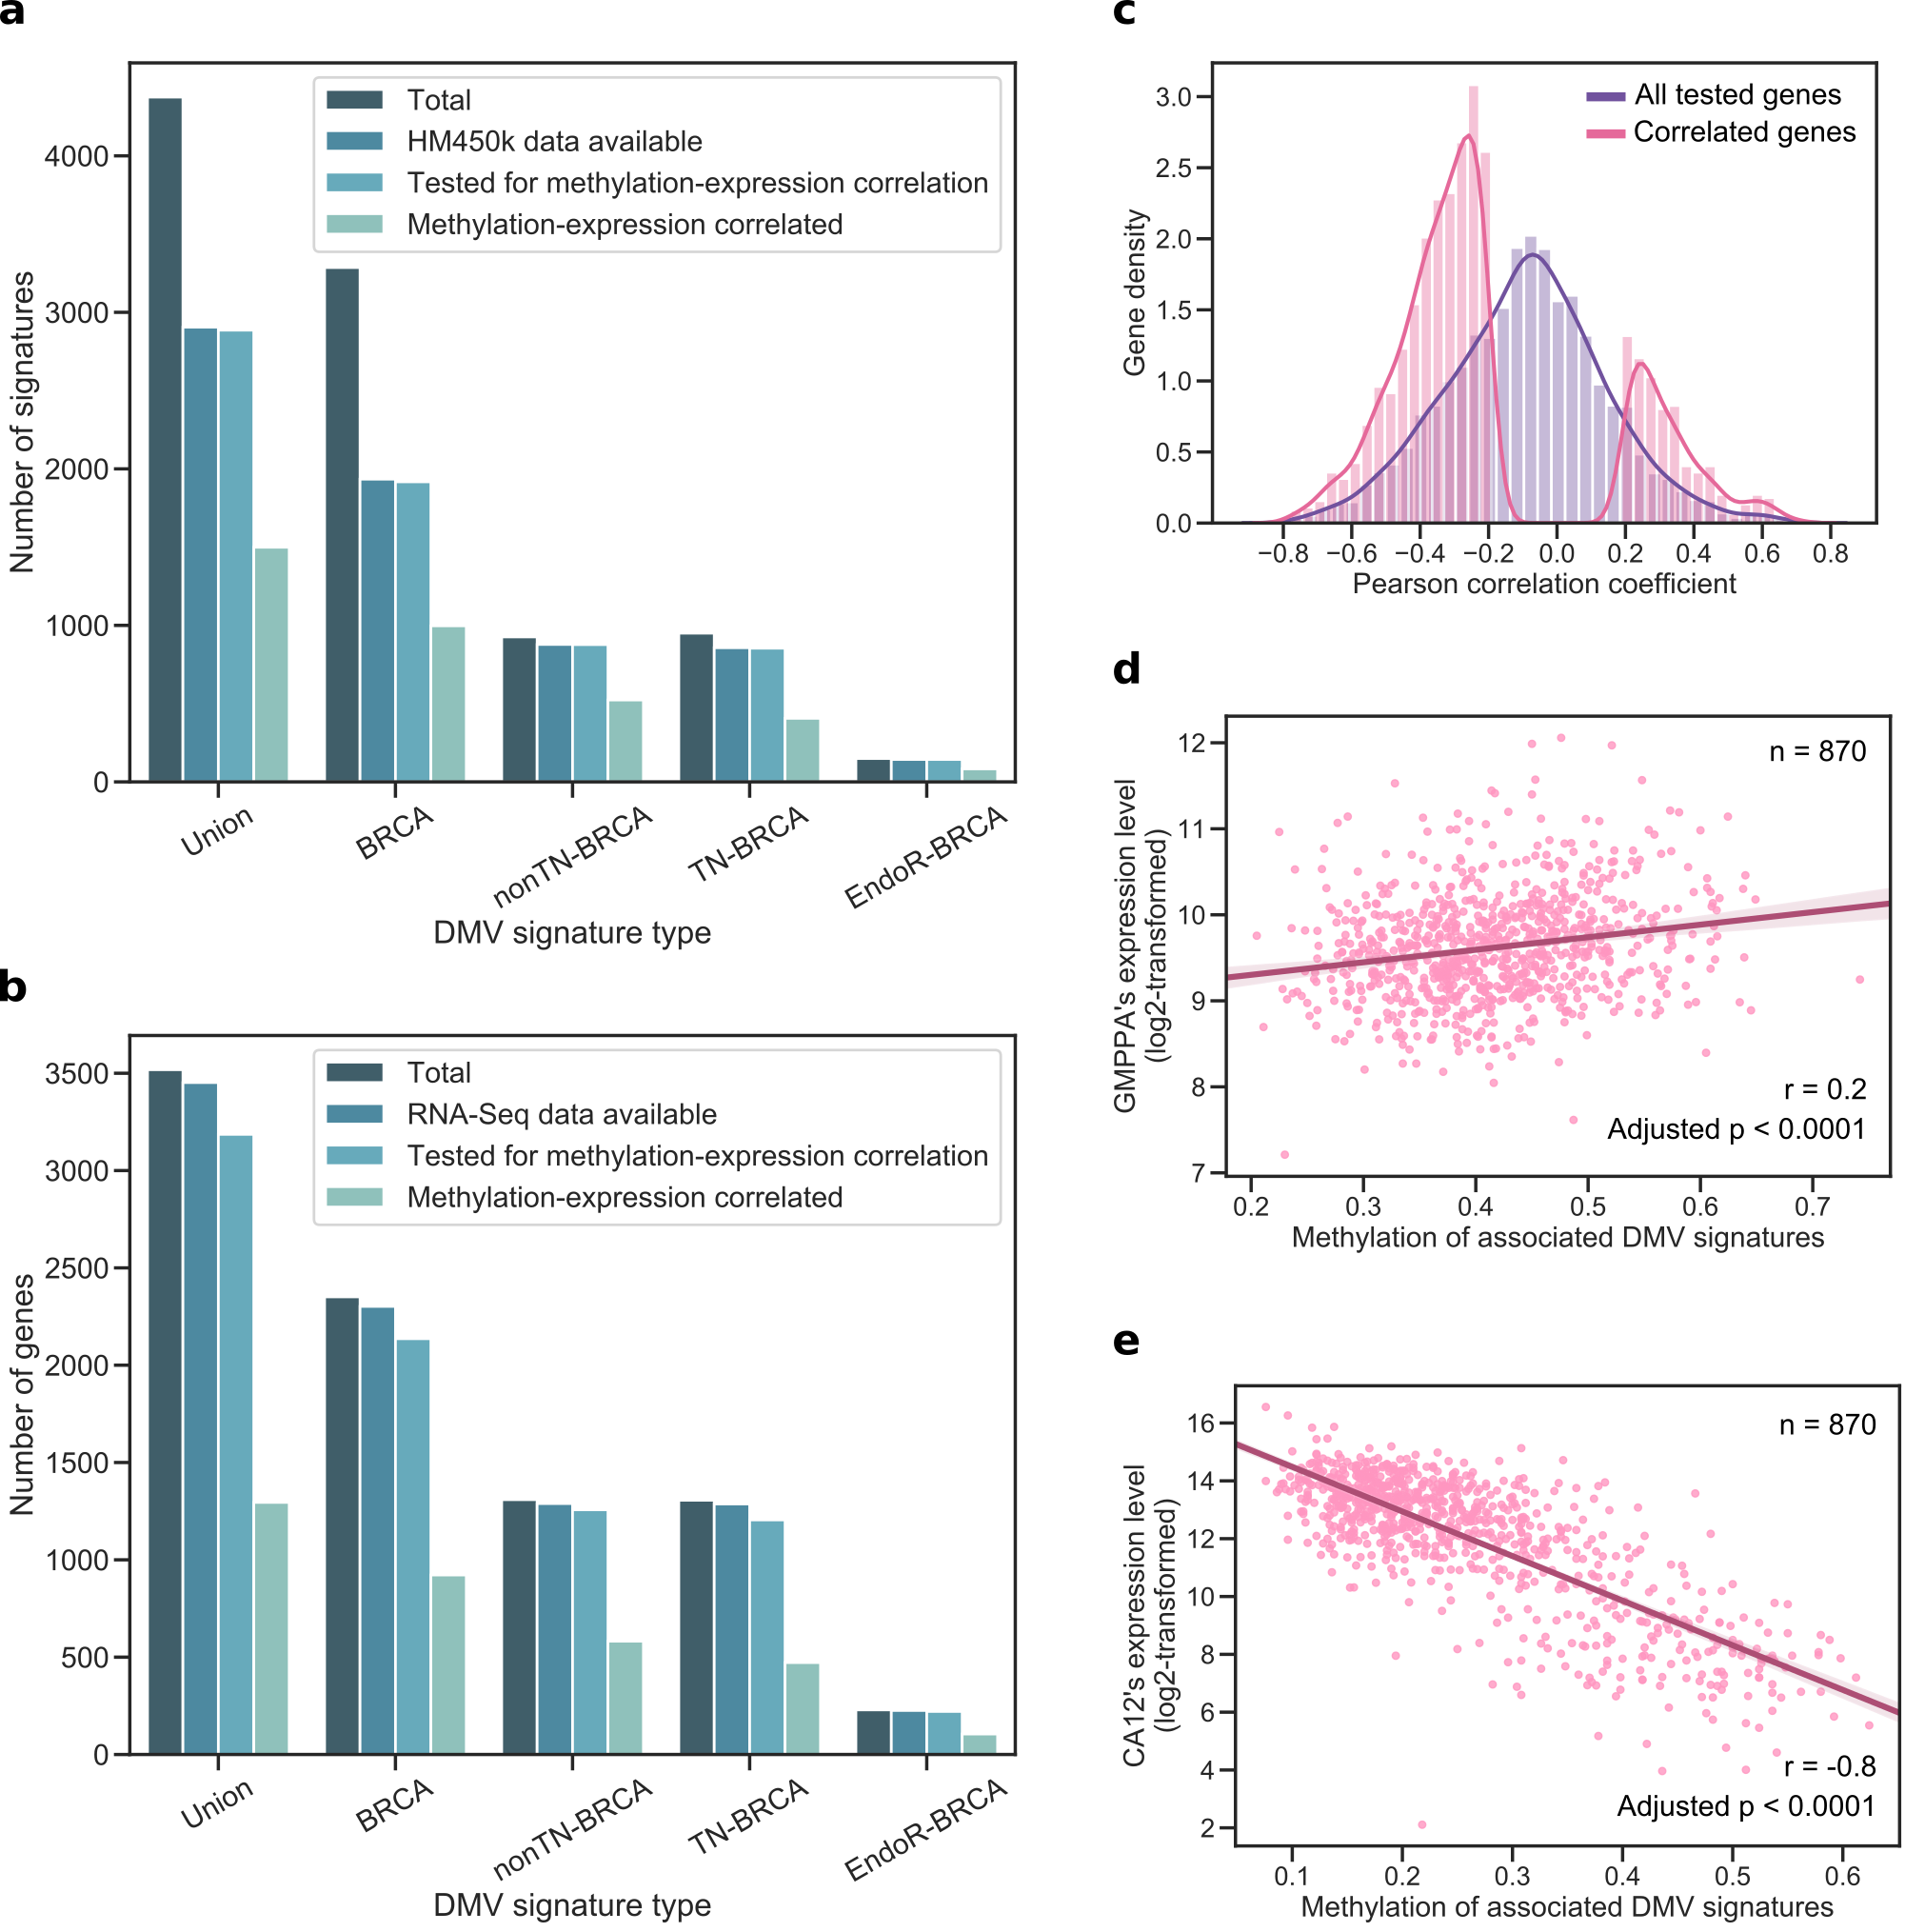 a
Number of signatures
4000
3000
2000
1000
0
Total
HM450k data available
Tested for methylation-expression correlation
Methylation-expression correlated
Union
BRCA
nonTN-BRCA
TN-BRCA
EndoR-BRCA
DMV signature type
b
Number of genes
3500
3000
2500
2000
1500
1000
500
0
Total
RNA-Seq data available
Tested for methylation-expression correlation
Methylation-expression correlated
Union
BRCA
nonTN-BRCA
TN-BRCA
EndoR-BRCA
DMV signature type
c
Gene density
3.0
2.5
2.0
1.5
1.0
0.5
0.0
All tested genes
Correlated genes
−0.8 −0.6 −0.4 −0.2 0.0 0.2 0.4 0.6 0.8
Pearson correlation coefficient
d
GMPPA's expression level
(log2-transformed)
12
11
10
9
8
7
n = 870
r = 0.2
Adjusted p < 0.0001
0.2 0.3 0.4 0.5 0.6 0.7
Methylation of associated DMV signatures
e
CA12's expression level
(log2-transformed)
16
14
12
10
8
6
4
2
n = 870
r = -0.8
Adjusted p < 0.0001
0.1 0.2 0.3 0.4 0.5 0.6
Methylation of associated DMV signatures